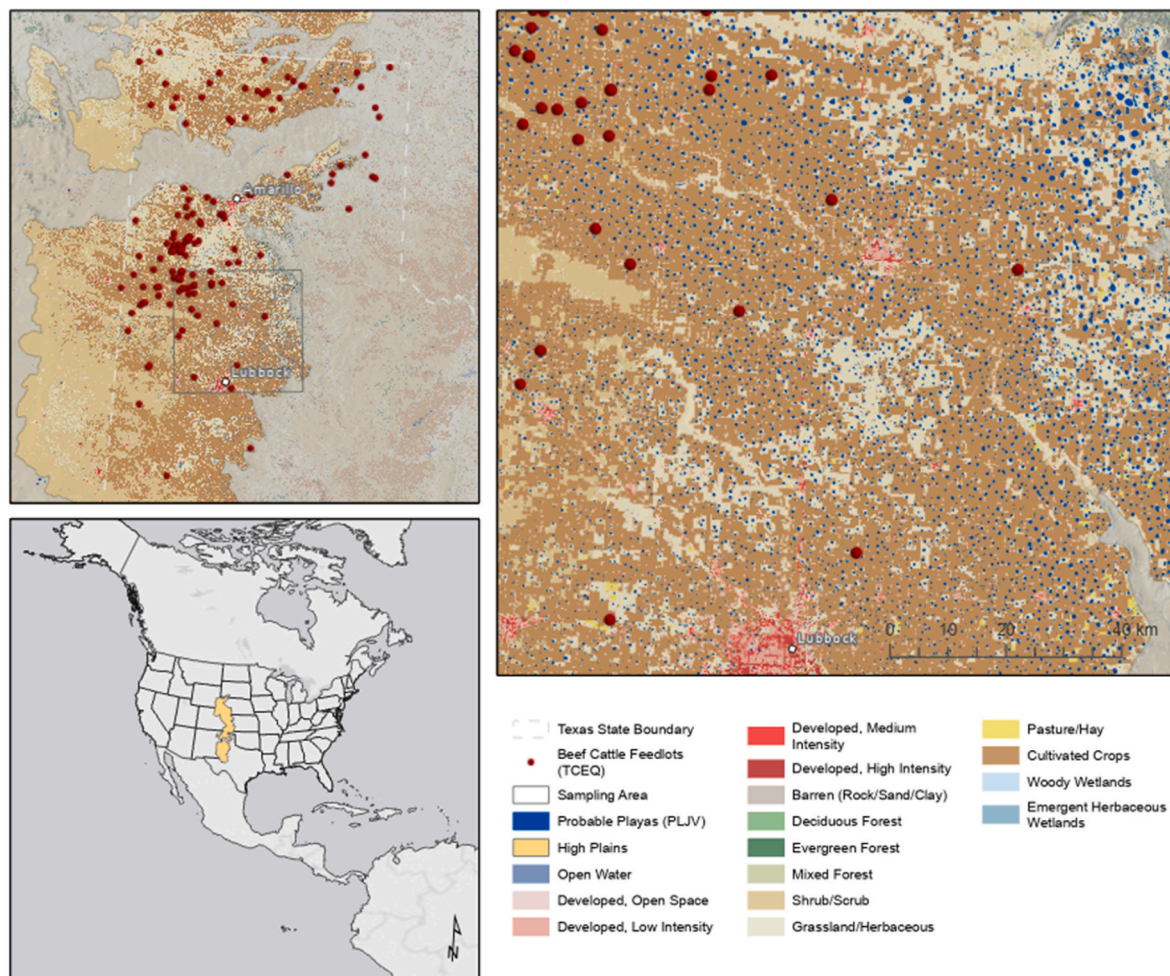 Amarillo
Lubbock
Lubbock
0 10 20 40 km
N
Texas State Boundary
Beef Cattle Feedlots
(TCEQ)
Sampling Area
Probable Playas (PLJV)
High Plains
Open Water
Developed, Open Space
Developed, Low Intensity
Developed, Medium
Intensity
Developed, High Intensity
Barren (Rock/Sand/Clay)
Deciduous Forest
Evergreen Forest
Mixed Forest
Shrub/Scrub
Grassland/Herbaceous
Pasture/Hay
Cultivated Crops
Woody Wetlands
Emergent Herbaceous
Wetlands